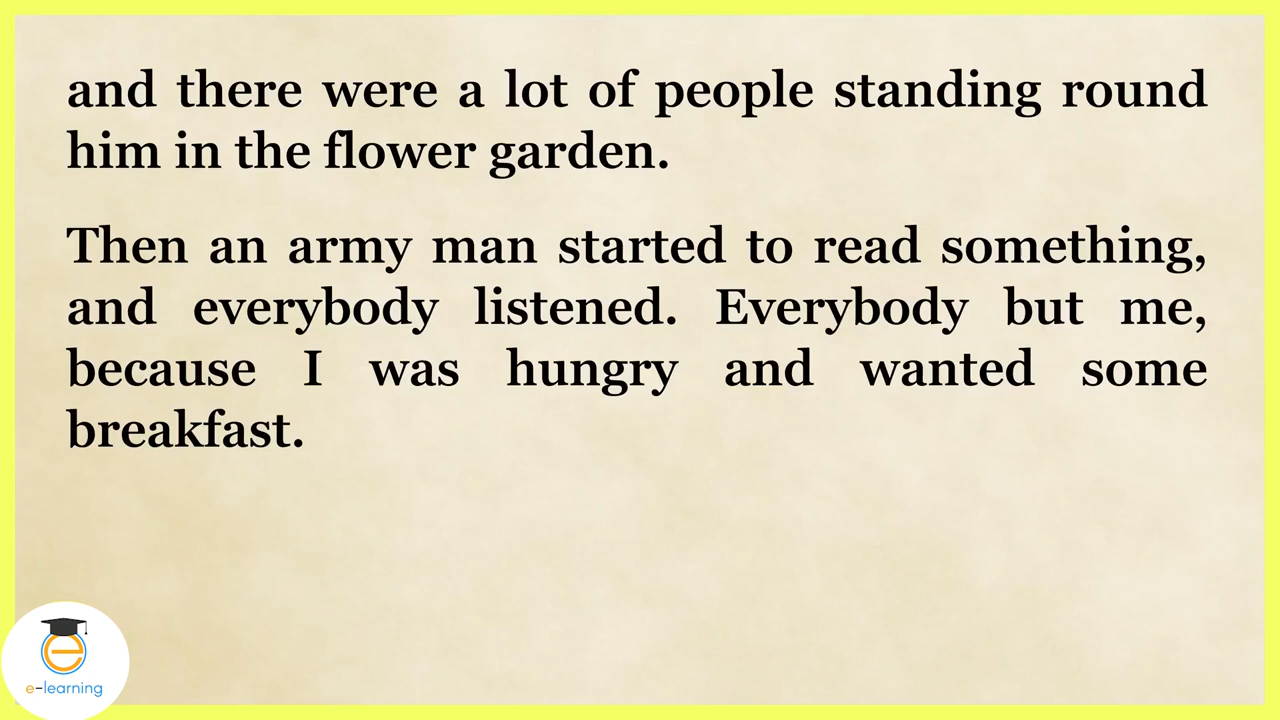 and there were a lot of people standing round
him in the flower garden.
Then an army man started to read something,
and everybody listened. Everybody but me,
because I was hungry and wanted some
breakfast.
e-learning